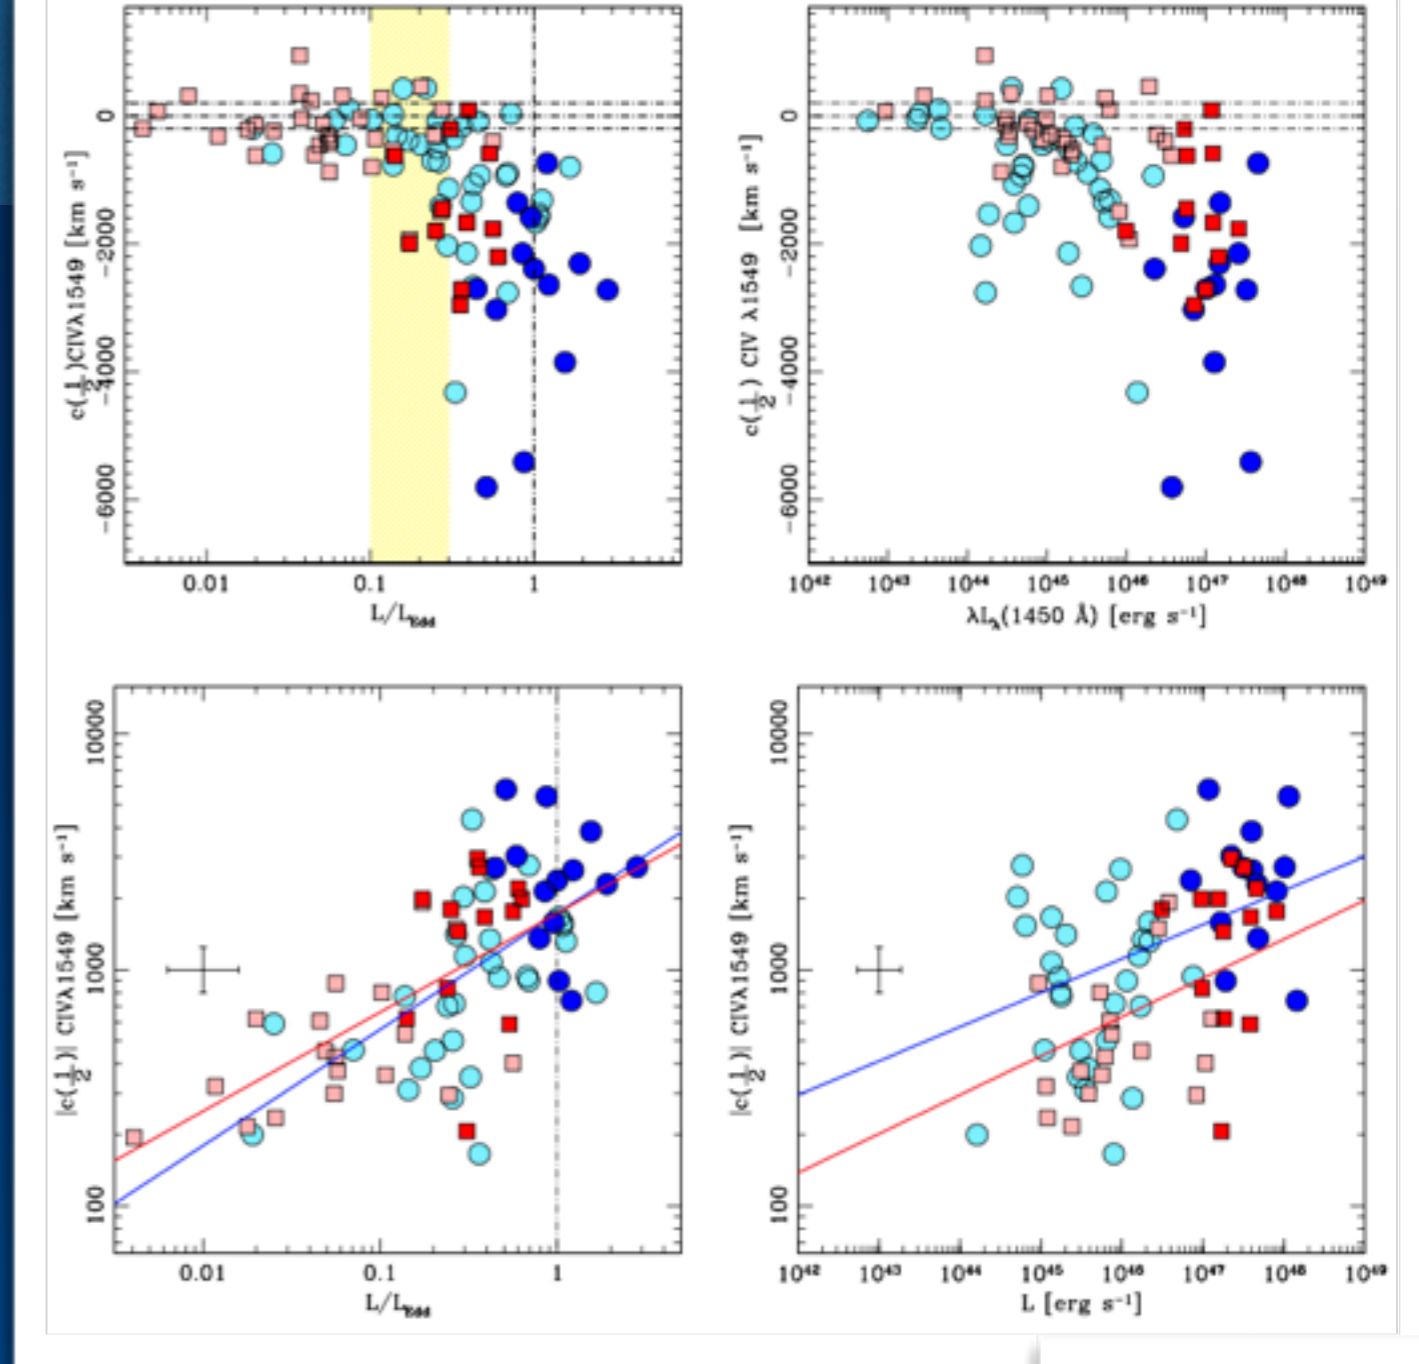 c(1/2)CIVλ1549 [km s⁻¹]
0
−2000
−4000
−6000
0.01 0.1 1
L/L_Edd
c(1/2) CIV λ1549 [km s⁻¹]
0
−2000
−4000
−6000
10⁴² 10⁴³ 10⁴⁴ 10⁴⁵ 10⁴⁶ 10⁴⁷ 10⁴⁸ 10⁴⁹
λL_λ(1450 Å) [erg s⁻¹]
|c(1/2)| CIVλ1549 [km s⁻¹]
10000
1000
100
0.01 0.1 1
L/L_Edd
|c(1/2)| CIVλ1549 [km s⁻¹]
10000
1000
100
10⁴² 10⁴³ 10⁴⁴ 10⁴⁵ 10⁴⁶ 10⁴⁷ 10⁴⁸ 10⁴⁹
L [erg s⁻¹]